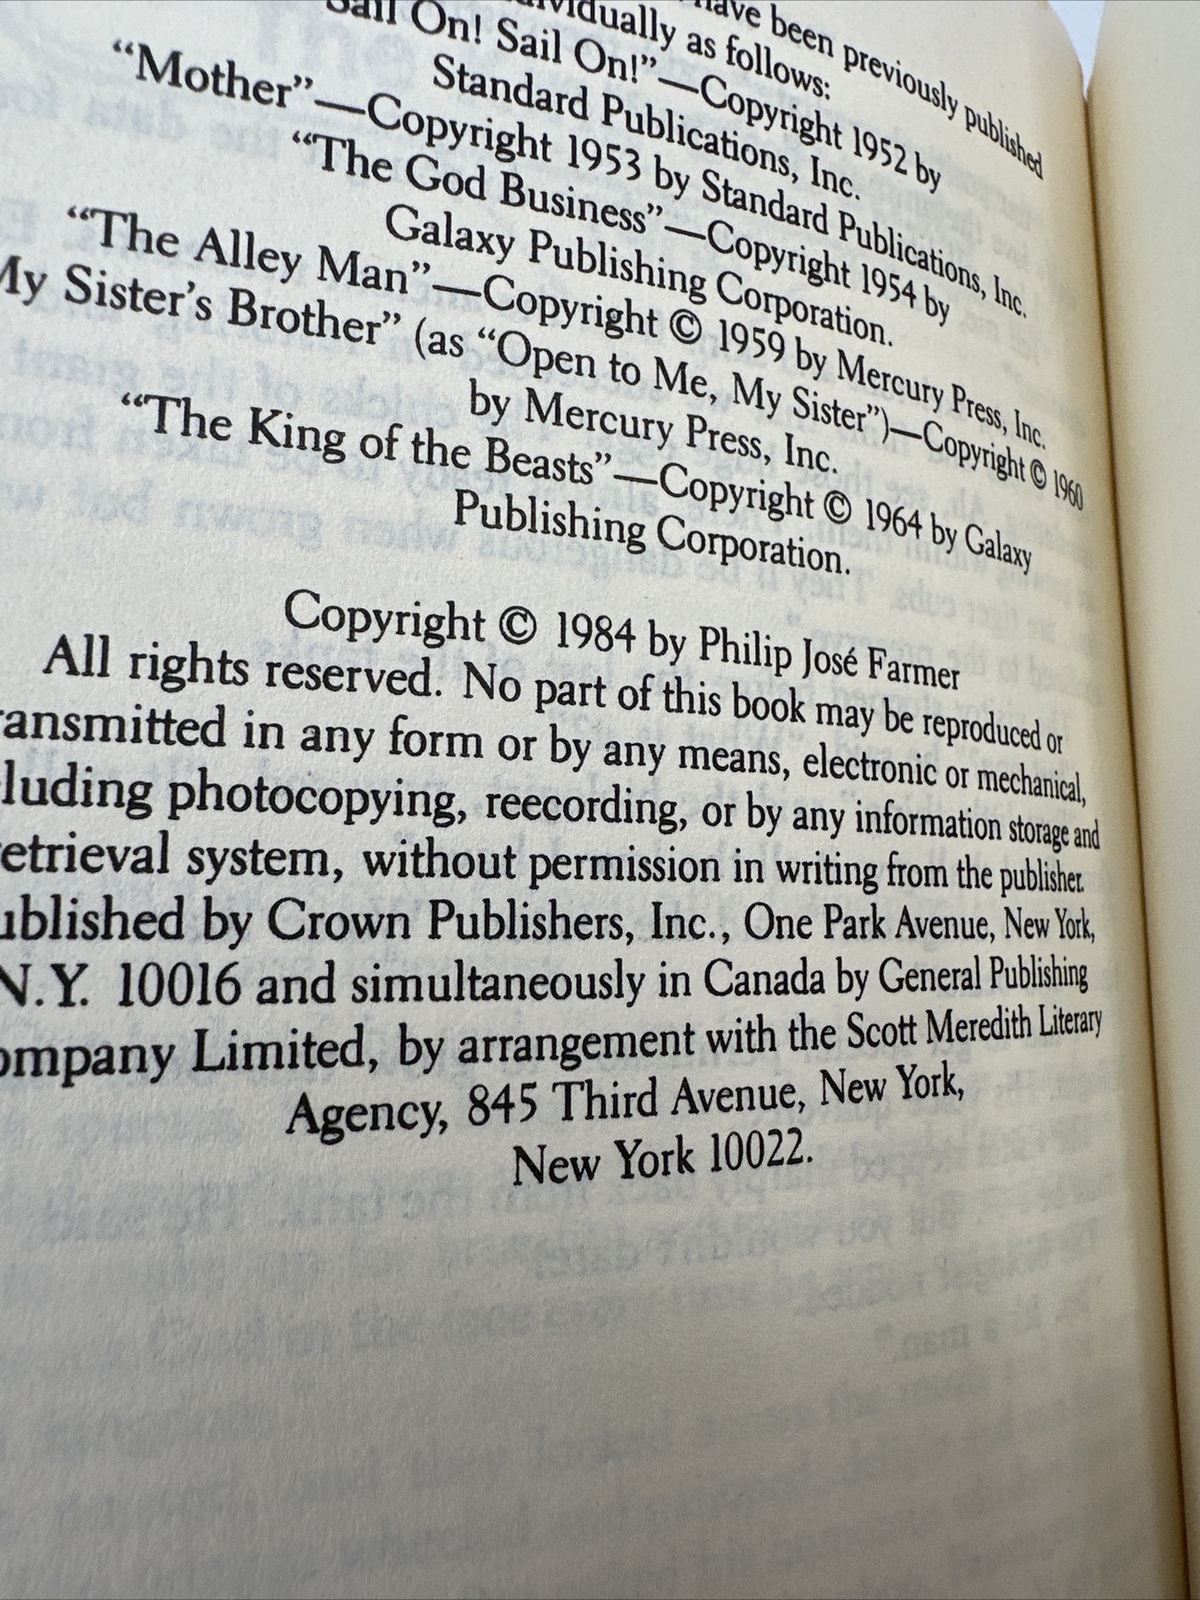 have been previously published
individually as follows:
Sail On! Sail On!”—Copyright 1952 by
Standard Publications, Inc.
“Mother”—Copyright 1953 by Standard Publications, Inc.
“The God Business”—Copyright 1954 by
Galaxy Publishing Corporation.
“The Alley Man”—Copyright © 1959 by Mercury Press, Inc.
My Sister’s Brother” (as “Open to Me, My Sister”)—Copyright © 1960
by Mercury Press, Inc.
“The King of the Beasts”—Copyright © 1964 by Galaxy
Publishing Corporation.
Copyright © 1984 by Philip José Farmer
All rights reserved. No part of this book may be reproduced or
ransmitted in any form or by any means, electronic or mechanical,
cluding photocopying, reecording, or by any information storage and
retrieval system, without permission in writing from the publisher.
ublished by Crown Publishers, Inc., One Park Avenue, New York,
N.Y. 10016 and simultaneously in Canada by General Publishing
ompany Limited, by arrangement with the Scott Meredith Literary
Agency, 845 Third Avenue, New York,
New York 10022.